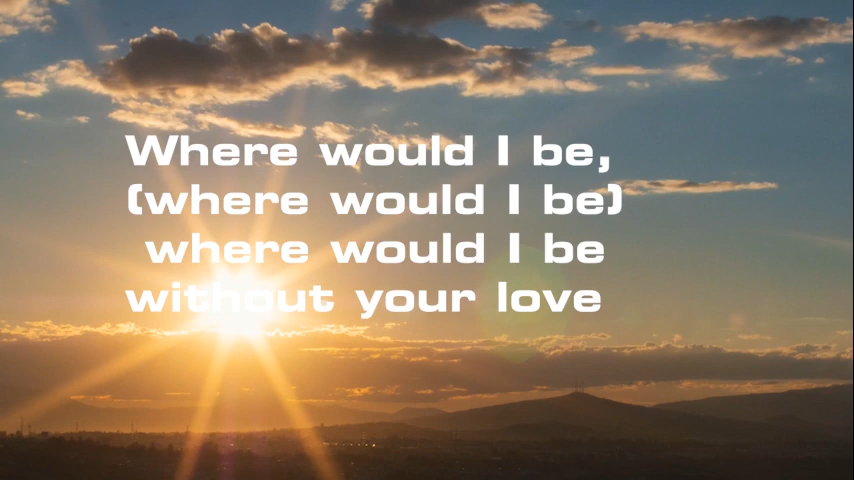 Where would I be,
(where would I be)
where would I be
without your love